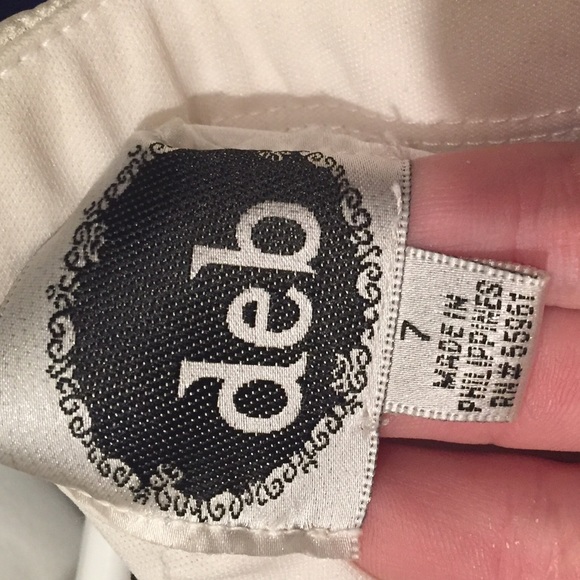 deb
7
MADE IN
PHILIPPINES
RN# 55961